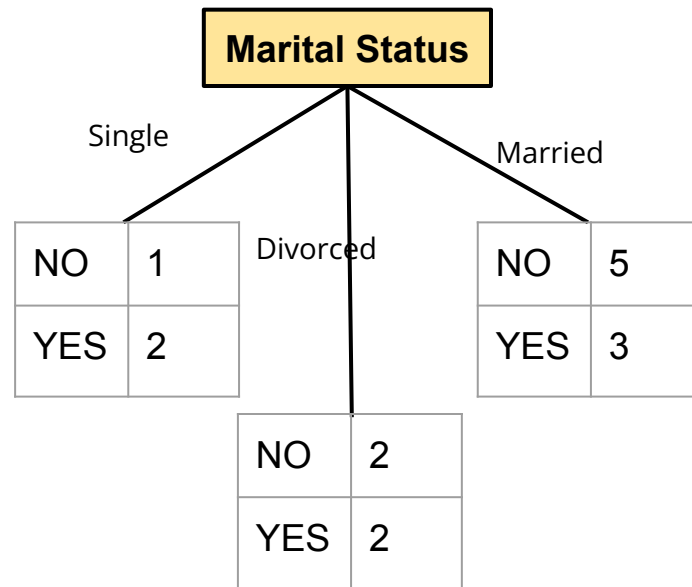 Marital Status
Single
Married
Divorced
NO 1
YES 2
NO 5
YES 3
NO 2
YES 2